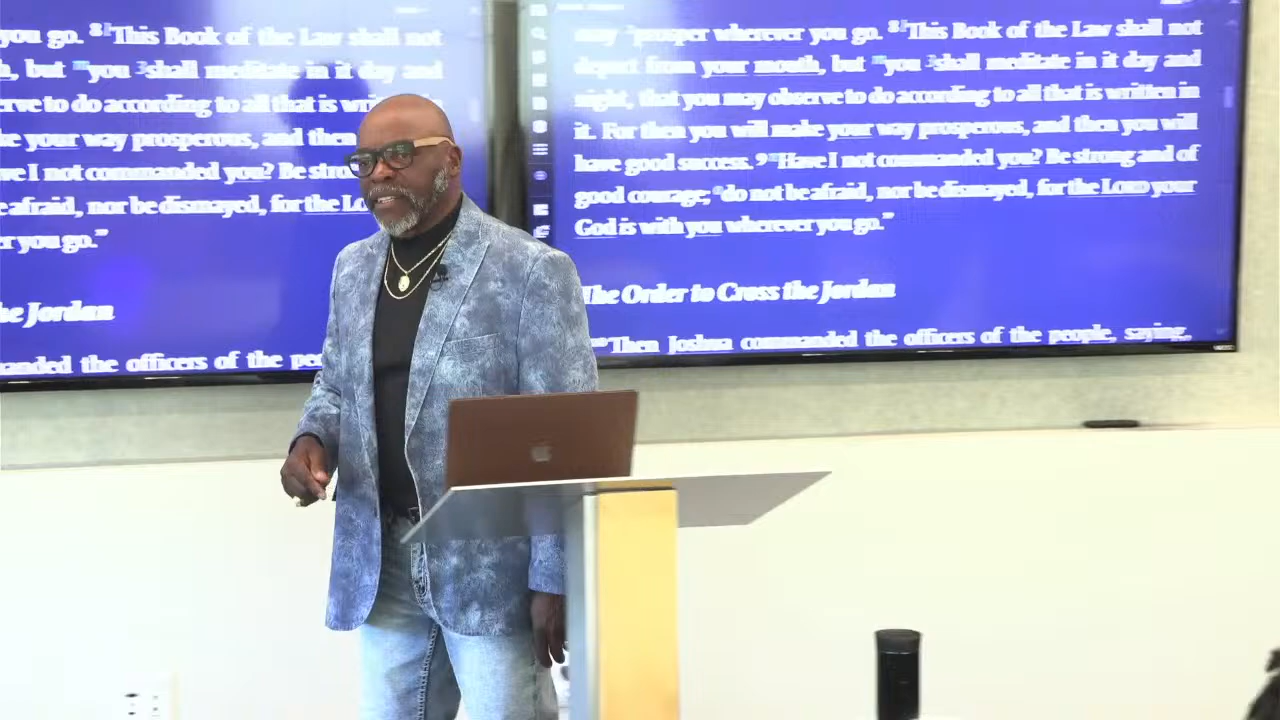 you go. 8 This Book of the Law shall not
, but you shall meditate in it day and
rve to do according to all that is writ
ke your way prosperous, and then
ve I not commanded you? Be stro
e afraid, nor be dismayed, for the Lo
er you go.”
he Jordan
anded the officers of the peo
may prosper wherever you go. 8 This Book of the Law shall not
depart from your mouth, but you shall meditate in it day and
night, that you may observe to do according to all that is written in
it. For then you will make your way prosperous, and then you will
have good success. 9 Have I not commanded you? Be strong and of
good courage; do not be afraid, nor be dismayed, for the LORD your
God is with you wherever you go.”
The Order to Cross the Jordan
Then Joshua commanded the officers of the people, saying,